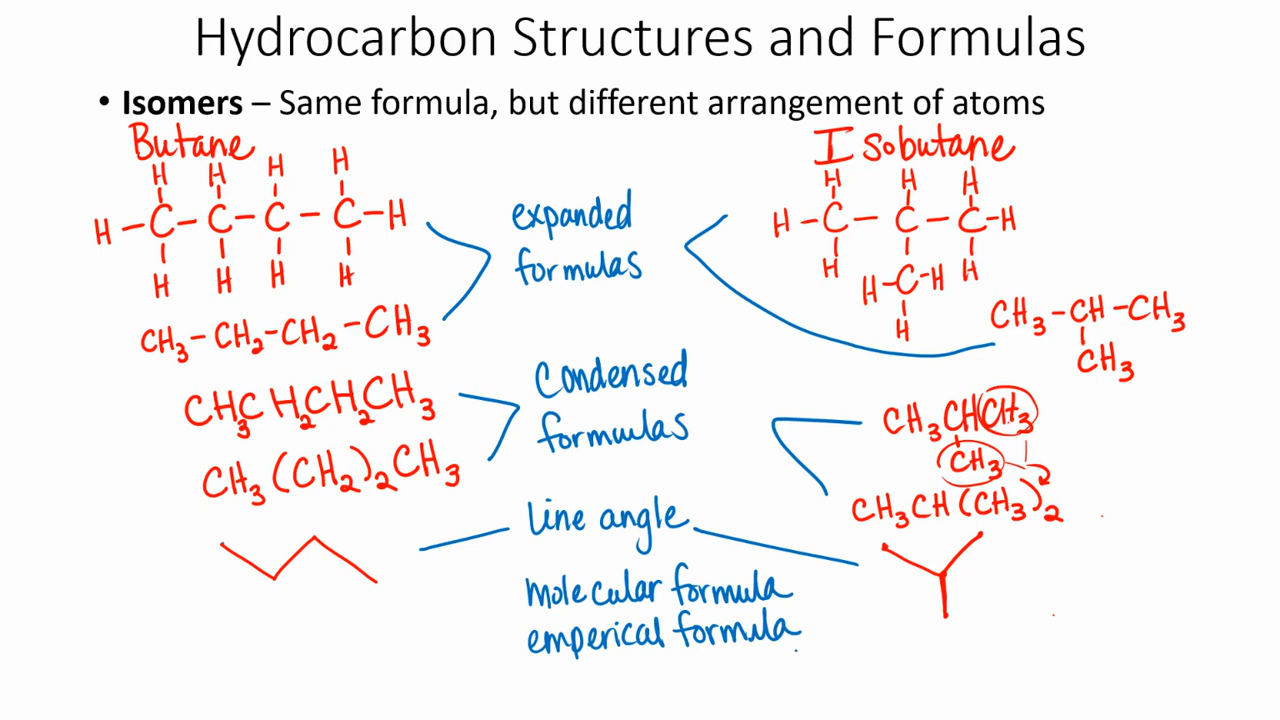 Hydrocarbon Structures and Formulas
• Isomers – Same formula, but different arrangement of atoms
Butane
H H H H
H – C – C – C – C – H
H H H H
CH₃ – CH₂ – CH₂ – CH₃
CH₃CH₂CH₂CH₃
CH₃(CH₂)₂CH₃
expanded
formulas
Condensed
formulas
line angle
molecular formula
emperical formula
Isobutane
H H H
H – C – C – C – H
H H
H – C – H
H
CH₃ – CH – CH₃
CH₃
CH₃CHCH₃
CH₃
CH₃CH(CH₃)₂